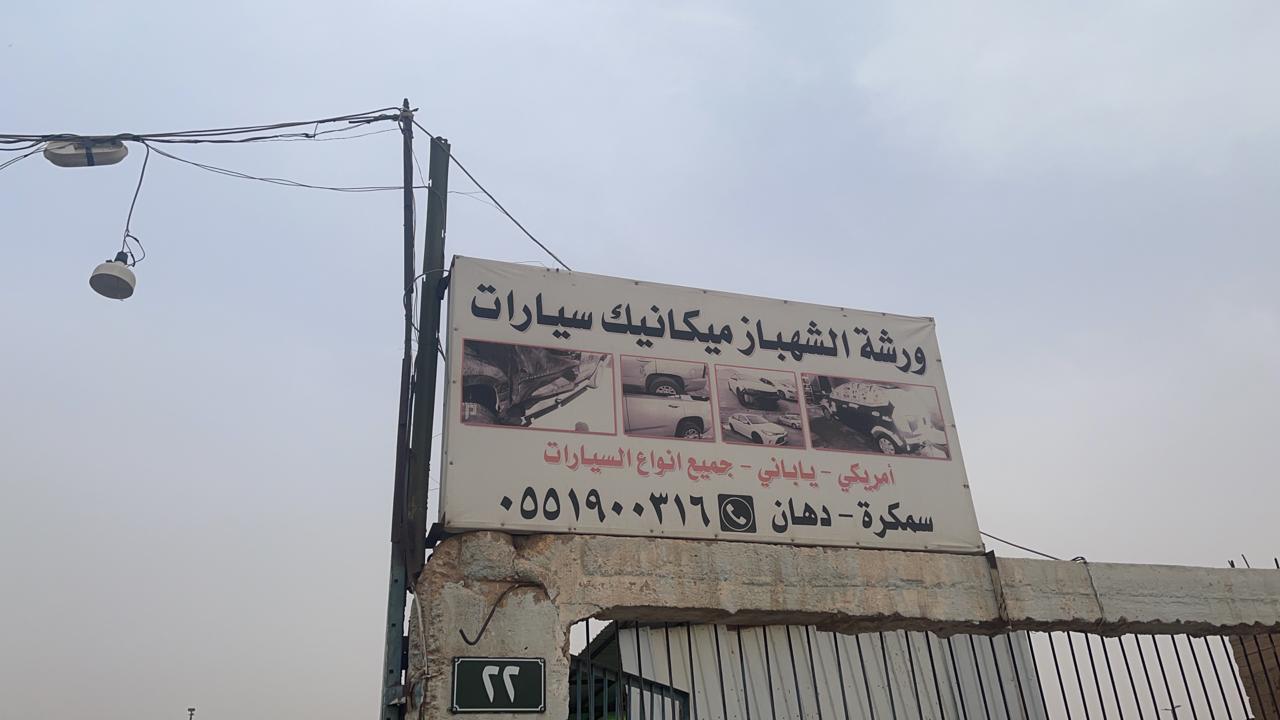 ورشة الشهباز ميكانيك سيارات
أمريكي - ياباني - جميع انواع السيارات
سمكرة - دهان ٠٥٥١٩٠٠٣١٦
٢٢